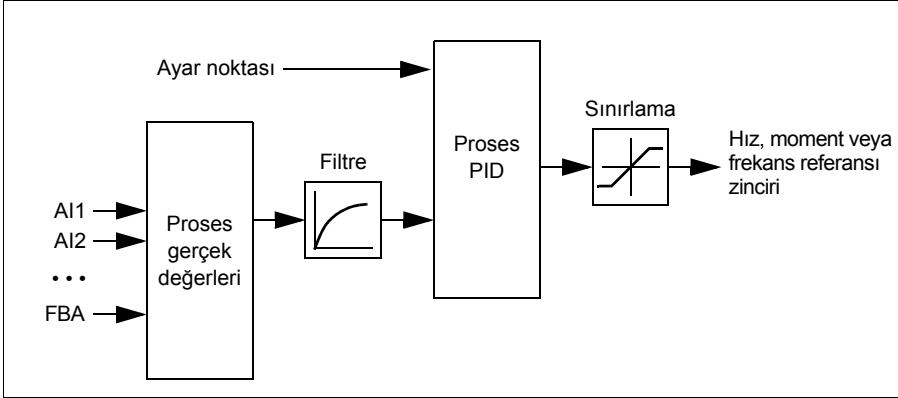 Ayar noktası
Sınırlama
Proses
PID
Hız, moment veya
frekans referansı
zinciri
Filtre
AI1
AI2
• • •
FBA
Proses
gerçek
değerleri